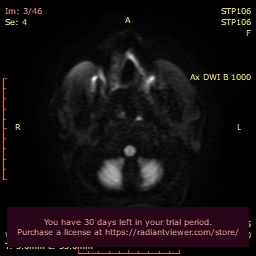 Im: 3/46
Se: 4
STP106
STP106
F
A
Ax DWI B 1000
R
L
You have 30 days left in your trial period.
Purchase a license at https://radiantviewer.com/store/